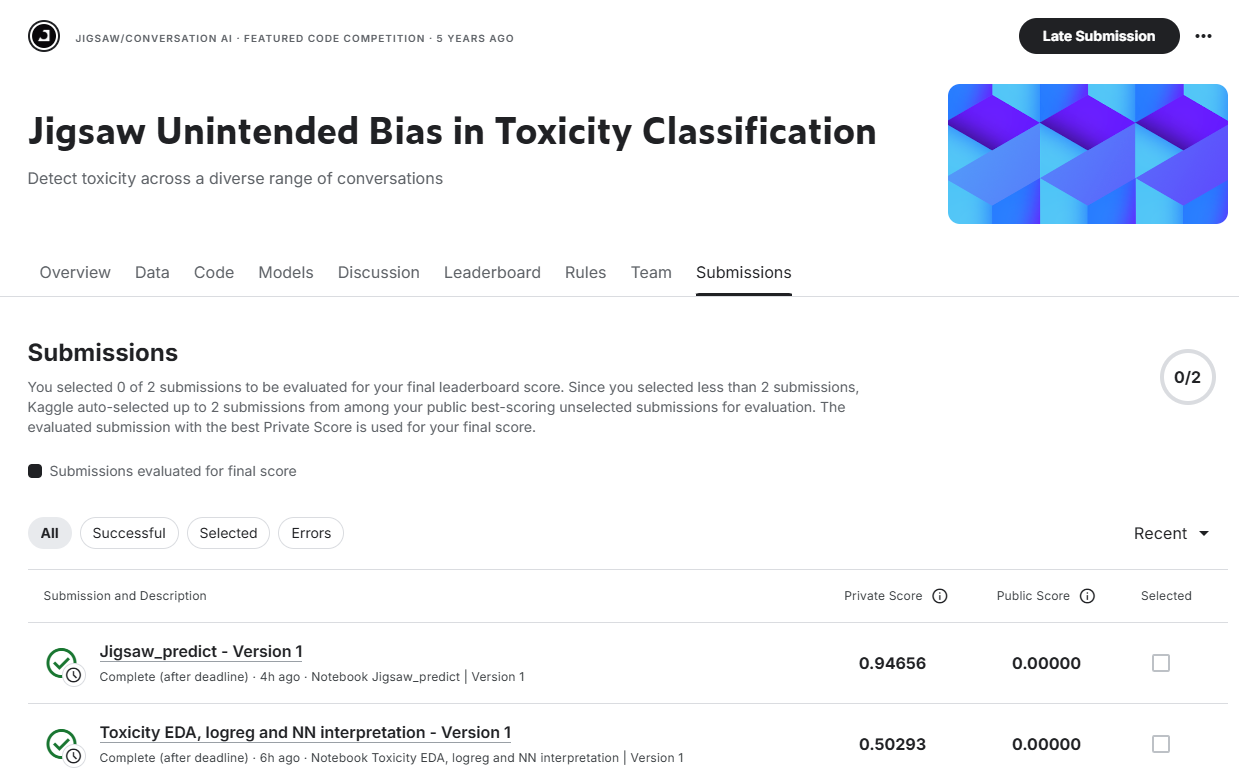 JIGSAW/CONVERSATION AI · FEATURED CODE COMPETITION · 5 YEARS AGO
Late Submission
Jigsaw Unintended Bias in Toxicity Classification
Detect toxicity across a diverse range of conversations
Overview Data Code Models Discussion Leaderboard Rules Team Submissions
Submissions
You selected 0 of 2 submissions to be evaluated for your final leaderboard score. Since you selected less than 2 submissions,
Kaggle auto-selected up to 2 submissions from among your public best-scoring unselected submissions for evaluation. The
evaluated submission with the best Private Score is used for your final score.
0/2
Submissions evaluated for final score
All Successful Selected Errors Recent
Submission and Description Private Score Public Score Selected
Jigsaw_predict - Version 1
Complete (after deadline) · 4h ago · Notebook Jigsaw_predict | Version 1
0.94656 0.00000
Toxicity EDA, logreg and NN interpretation - Version 1
Complete (after deadline) · 6h ago · Notebook Toxicity EDA, logreg and NN interpretation | Version 1
0.50293 0.00000